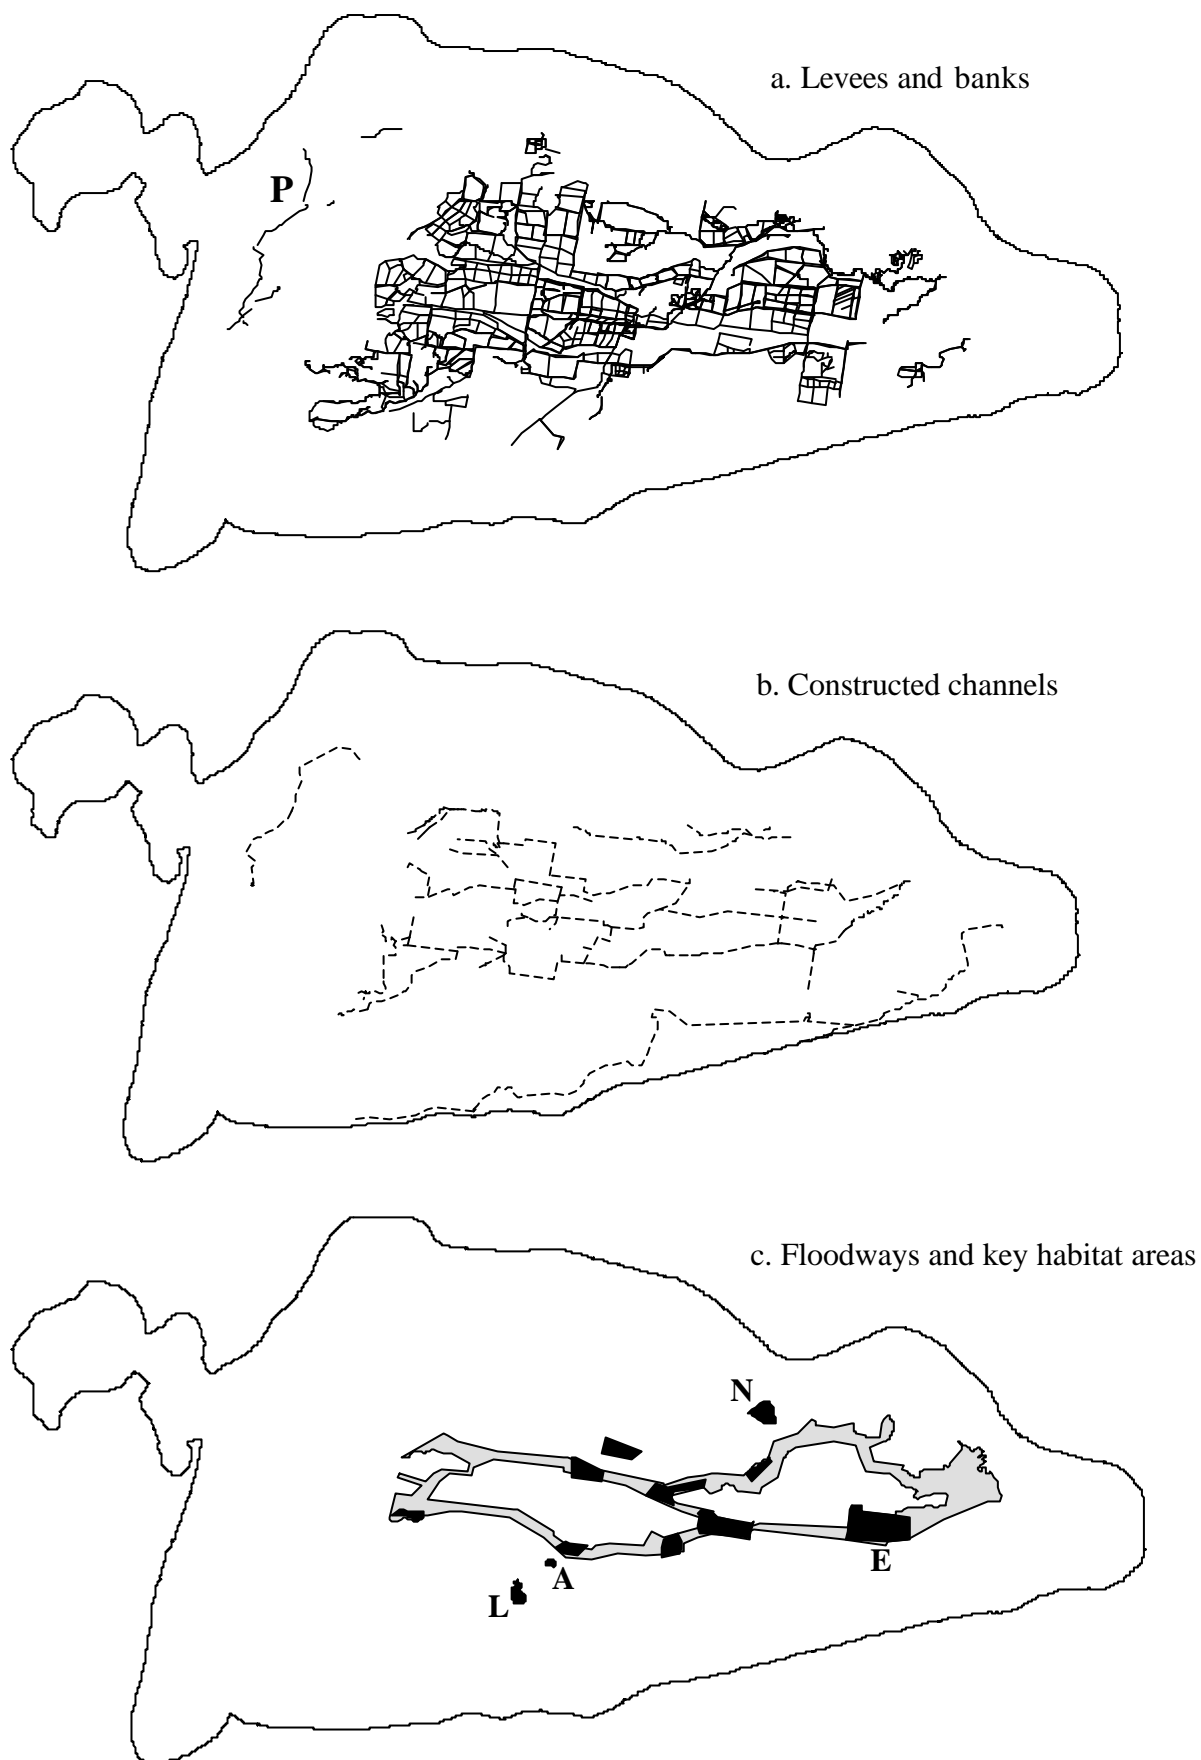 a. Levees and banks
P
b. Constructed channels
c. Floodways and key habitat areas
N
E
A
L